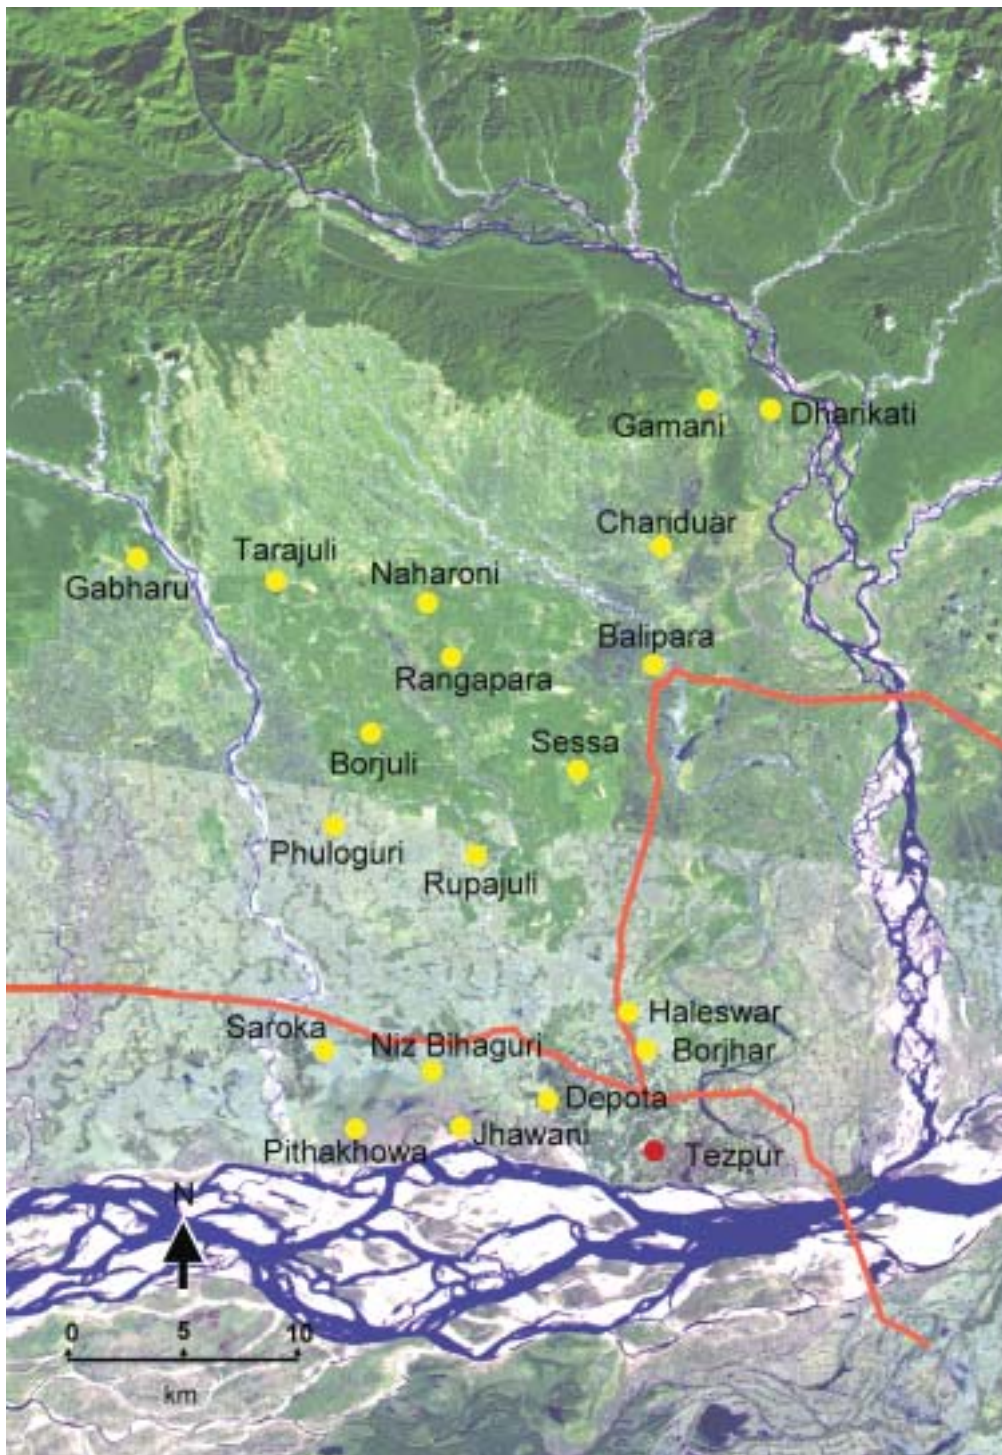 Gamani
Dharikati
Chanduar
Tarajuli
Naharoni
Gabharu
Balipara
Rangapara
Sessa
Borjuli
Phuloguri
Rupajuli
Haleswar
Saroka
Niz Bihaguri
Borjhar
Depota
Jhawani
Pithakhowa
Tezpur
N
0 5 10
km